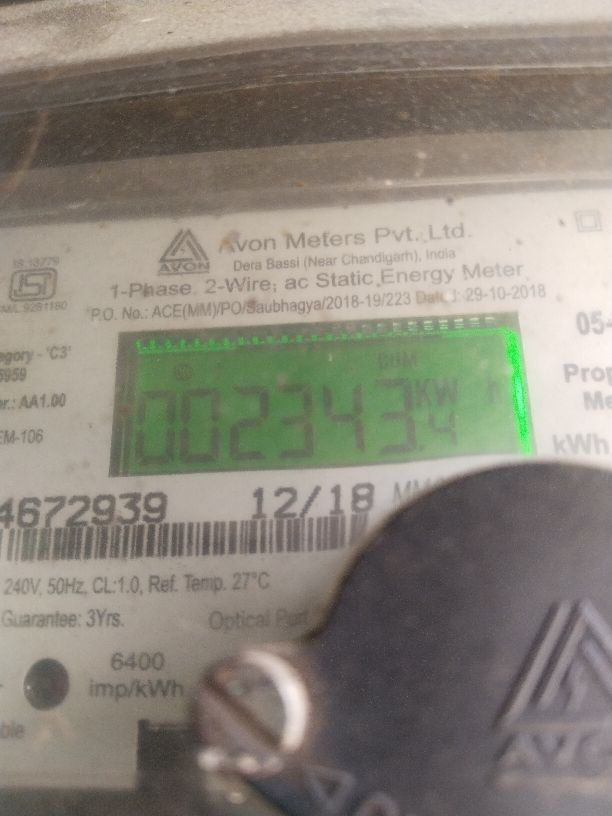 IS 13779
AVON
Avon Meters Pvt. Ltd.
Dera Bassi (Near Chandigarh), India
1-Phase, 2-Wire, ac Static Energy Meter
P.O. No.: ACE(MM)/PO/Saubhagya/2018-19/223 Dated: 29-10-2018
egory - 'C3'
5959
r.: AA1.00
EM-106
CUM
002343.4 KW h
05-
Prop
Me
kWh
4672939 12/18
240V, 50Hz, CL:1.0, Ref. Temp. 27°C
Guarantee: 3Yrs.
Optical Port
6400
imp/kWh
ble
AVON